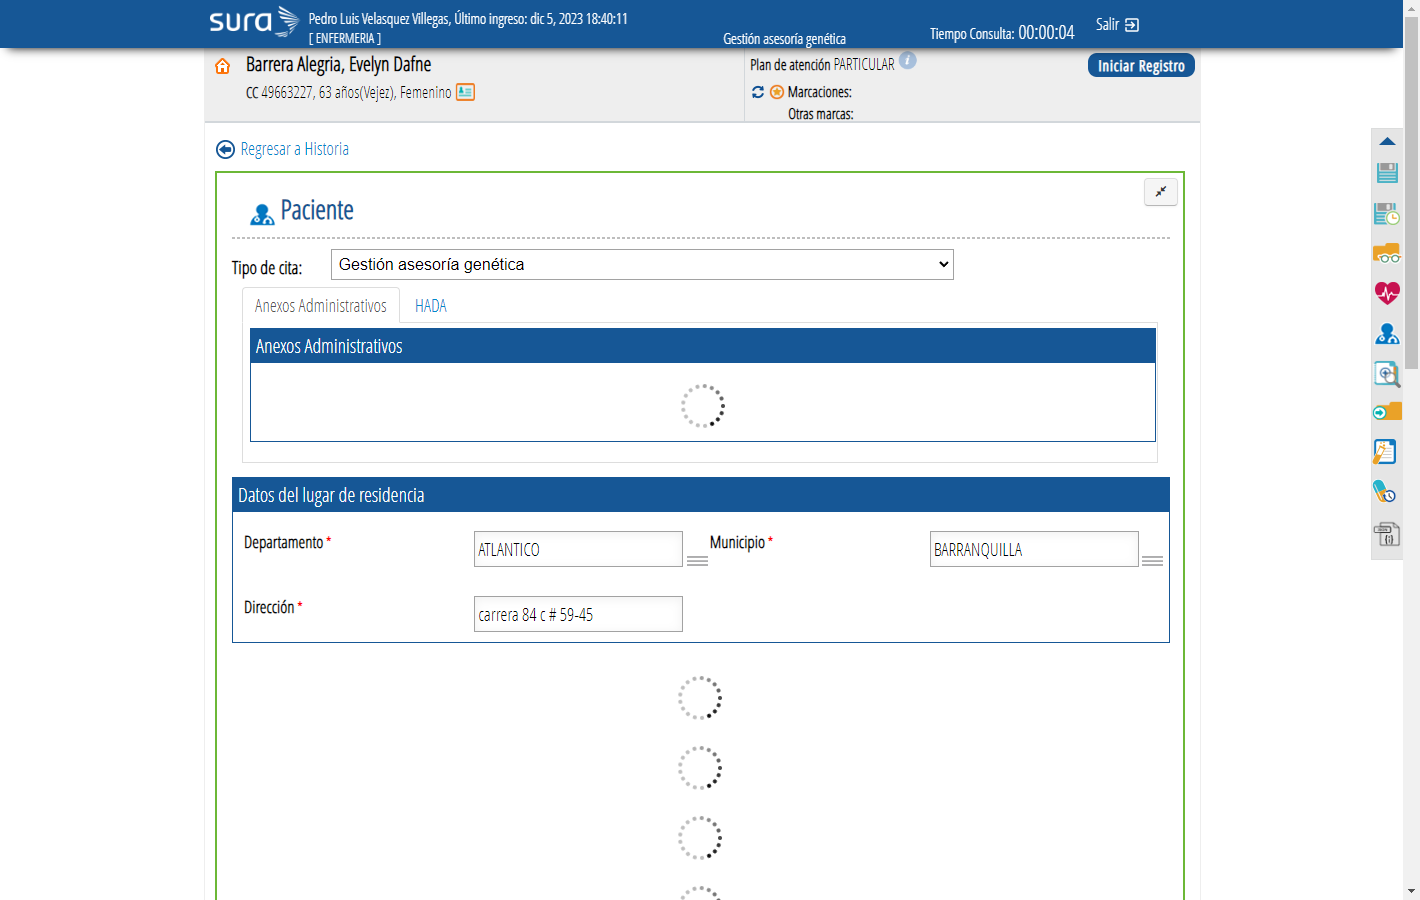 sura
Pedro Luis Velasquez Villegas, Último ingreso: dic 5, 2023 18:40:11
[ ENFERMERIA ]
Gestión asesoría genética
Tiempo Consulta: 00:00:04
Salir
Barrera Alegria, Evelyn Dafne
CC 49663227, 63 años(Vejez), Femenino
Plan de atención PARTICULAR
Marcaciones:
Otras marcas:
Iniciar Registro
Regresar a Historia
Paciente
Tipo de cita:
Gestión asesoría genética
Anexos Administrativos
HADA
Anexos Administrativos
Datos del lugar de residencia
Departamento *
ATLANTICO
Municipio *
BARRANQUILLA
Dirección *
carrera 84 c # 59-45